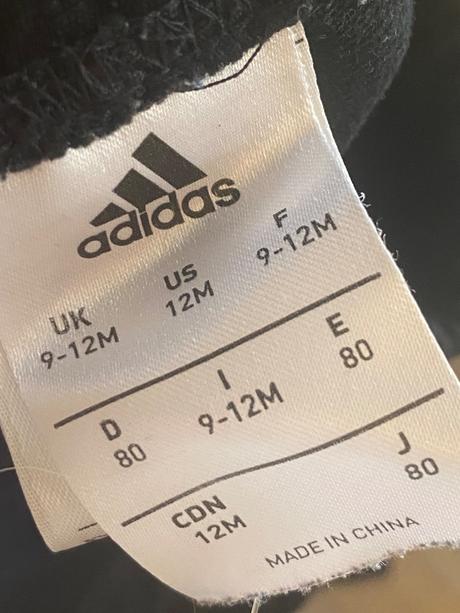 adidas
UK US F
9-12M 12M 9-12M
D I E
80 9-12M 80
CDN J
12M 80
MADE IN CHINA